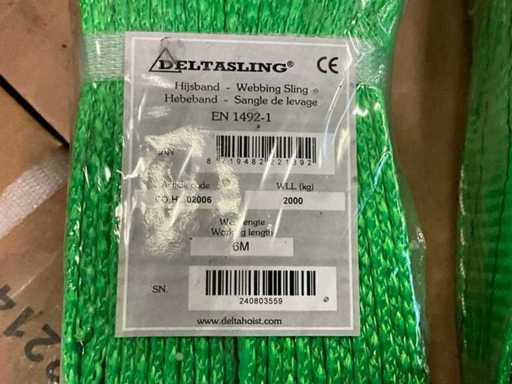 DELTASLING® CE
Hijsband - Webbing Sling
Hebeband - Sangle de levage
EN 1492-1
Article code
W.L.L. (kg)
02006
2000
Working length
6M
SN.
240803559
www.deltahoist.com